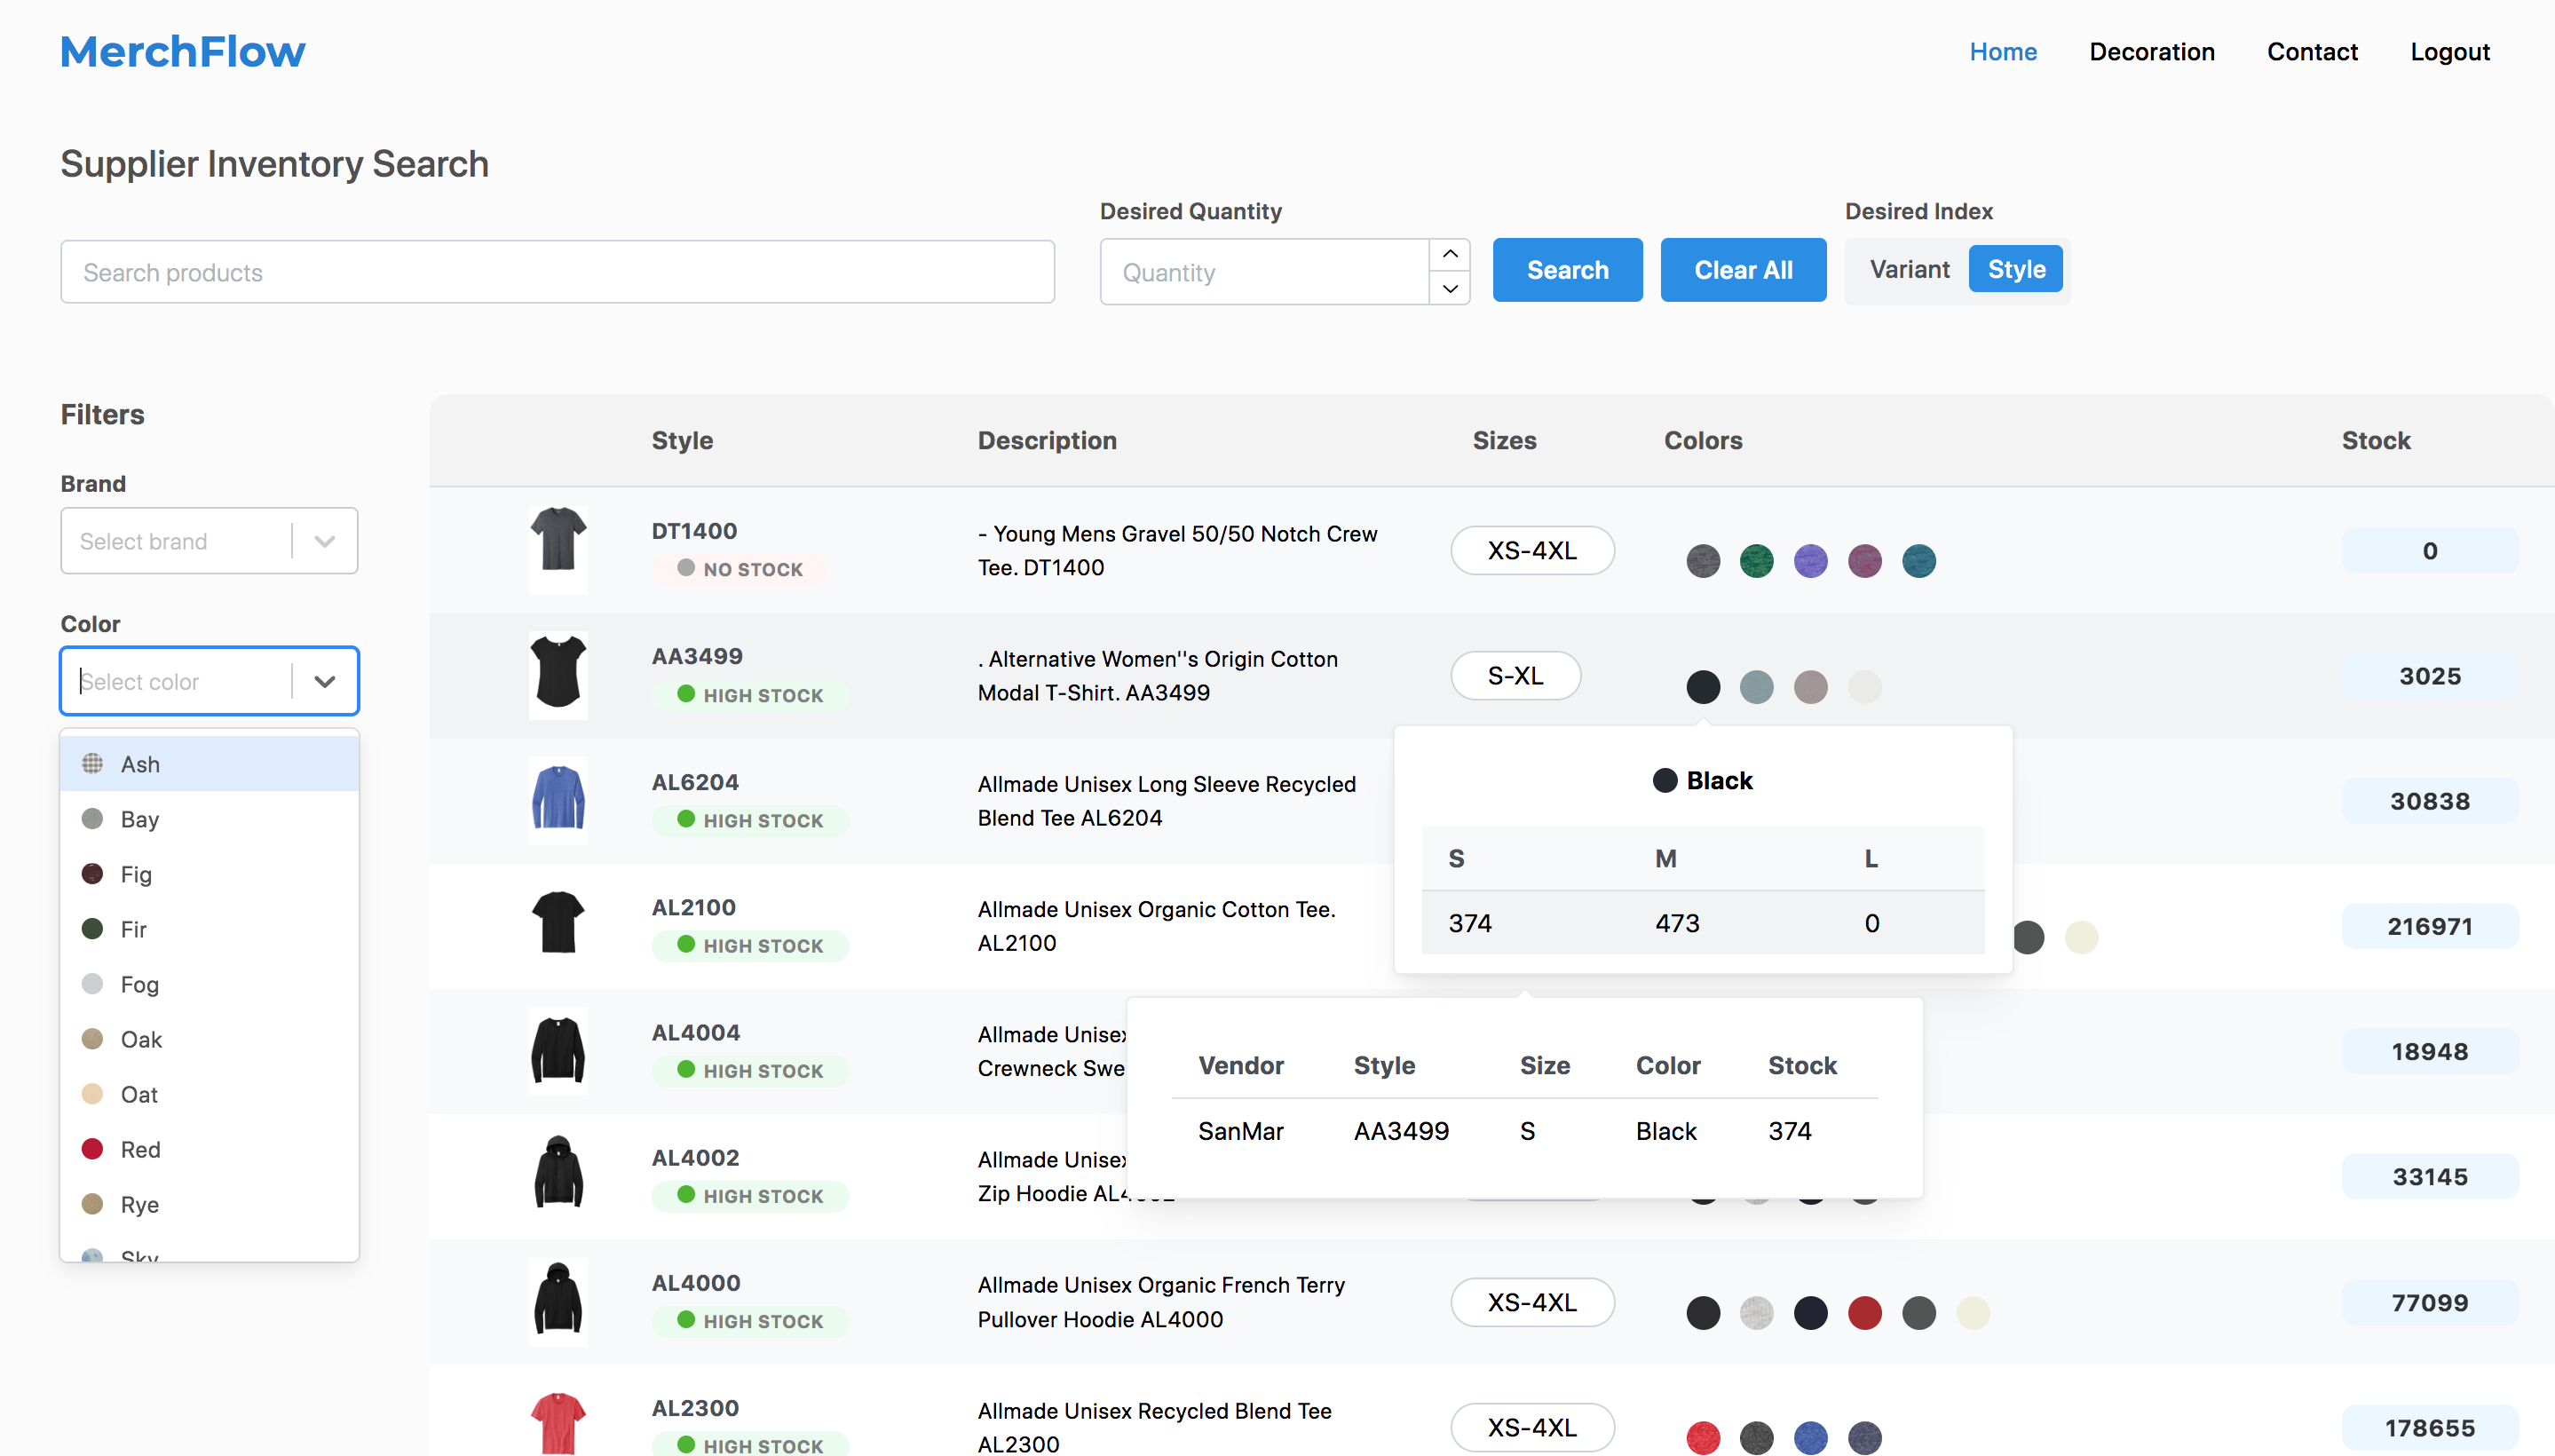 MerchFlow
Home
Decoration
Contact
Logout
Supplier Inventory Search
Search products
Desired Quantity
Quantity
Search
Clear All
Desired Index
Variant
Style
Filters
Brand
Select brand
Color
Select color
Ash
Bay
Fig
Fir
Fog
Oak
Oat
Red
Rye
Sky
Style
Description
Sizes
Colors
Stock
DT1400
NO STOCK
- Young Mens Gravel 50/50 Notch Crew
Tee. DT1400
XS-4XL
0
AA3499
HIGH STOCK
. Alternative Women''s Origin Cotton
Modal T-Shirt. AA3499
S-XL
3025
AL6204
HIGH STOCK
Allmade Unisex Long Sleeve Recycled
Blend Tee AL6204
30838
AL2100
HIGH STOCK
Allmade Unisex Organic Cotton Tee.
AL2100
216971
AL4004
HIGH STOCK
Allmade Unisex
Crewneck Swe
18948
AL4002
HIGH STOCK
Allmade Unisex
Zip Hoodie
33145
AL4000
HIGH STOCK
Allmade Unisex Organic French Terry
Pullover Hoodie AL4000
XS-4XL
77099
AL2300
HIGH STOCK
Allmade Unisex Recycled Blend Tee
AL2300
XS-4XL
178655
Black
S M L
374 473 0
Vendor Style Size Color Stock
SanMar AA3499 S Black 374